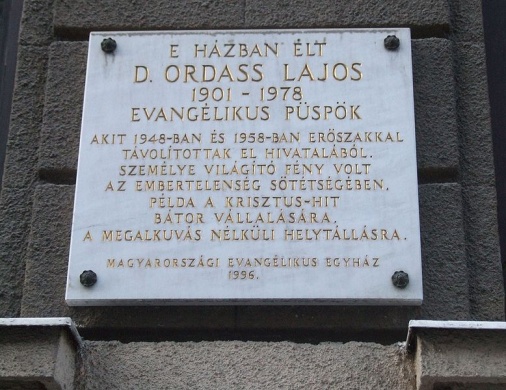 E HÁZBAN ÉLT
D. ORDASS LAJOS
1901 - 1978
EVANGÉLIKUS PÜSPÖK
AKIT 1948-BAN ÉS 1958-BAN ERŐSZAKKAL
TÁVOLÍTOTTAK EL HIVATALÁBÓL.
SZEMÉLYE VILÁGÍTÓ FÉNY VOLT
AZ EMBERTELENSÉG SÖTÉTSÉGÉBEN,
PÉLDA A KRISZTUS-HIT
BÁTOR VÁLLALÁSÁRA,
A MEGALKUVÁS NÉLKÜLI HELYTÁLLÁSRA.
MAGYARORSZÁGI EVANGÉLIKUS EGYHÁZ
1996.